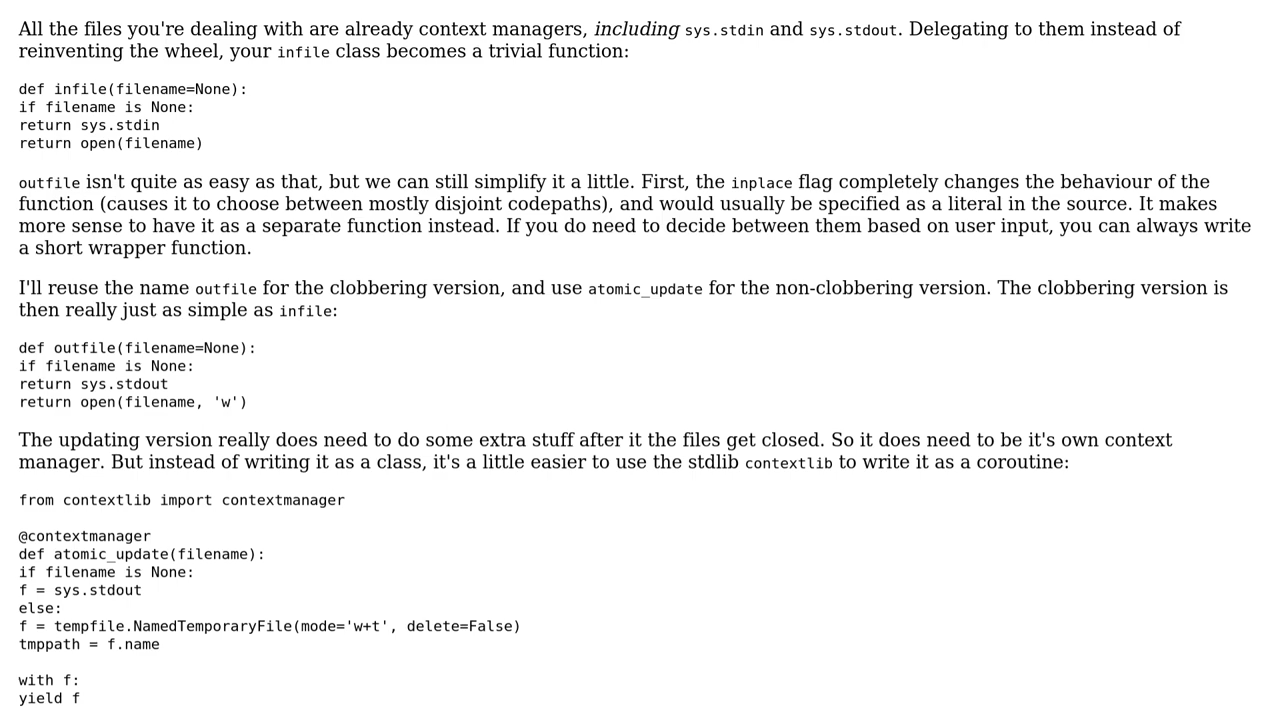 All the files you're dealing with are already context managers, including sys.stdin and sys.stdout. Delegating to them instead of
reinventing the wheel, your infile class becomes a trivial function:
def infile(filename=None):
if filename is None:
return sys.stdin
return open(filename)
outfile isn't quite as easy as that, but we can still simplify it a little. First, the inplace flag completely changes the behaviour of the
function (causes it to choose between mostly disjoint codepaths), and would usually be specified as a literal in the source. It makes
more sense to have it as a separate function instead. If you do need to decide between them based on user input, you can always write
a short wrapper function.
I'll reuse the name outfile for the clobbering version, and use atomic_update for the non-clobbering version. The clobbering version is
then really just as simple as infile:
def outfile(filename=None):
if filename is None:
return sys.stdout
return open(filename, 'w')
The updating version really does need to do some extra stuff after it the files get closed. So it does need to be it's own context
manager. But instead of writing it as a class, it's a little easier to use the stdlib contextlib to write it as a coroutine:
from contextlib import contextmanager
@contextmanager
def atomic_update(filename):
if filename is None:
f = sys.stdout
else:
f = tempfile.NamedTemporaryFile(mode='w+t', delete=False)
tmppath = f.name
with f:
yield f